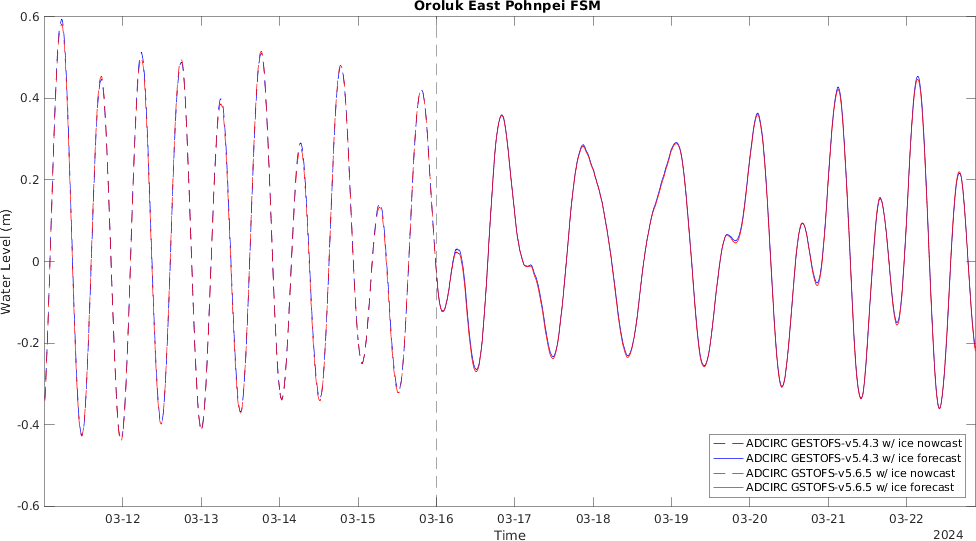 Oroluk East Pohnpei FSM
Water Level (m)
0.6
0.4
0.2
0
-0.2
-0.4
-0.6
03-12 03-13 03-14 03-15 03-16 03-17 03-18 03-19 03-20 03-21 03-22
Time
2024
ADCIRC GESTOFS-v5.4.3 w/ ice nowcast
ADCIRC GESTOFS-v5.4.3 w/ ice forecast
ADCIRC GSTOFS-v5.6.5 w/ ice nowcast
ADCIRC GSTOFS-v5.6.5 w/ ice forecast